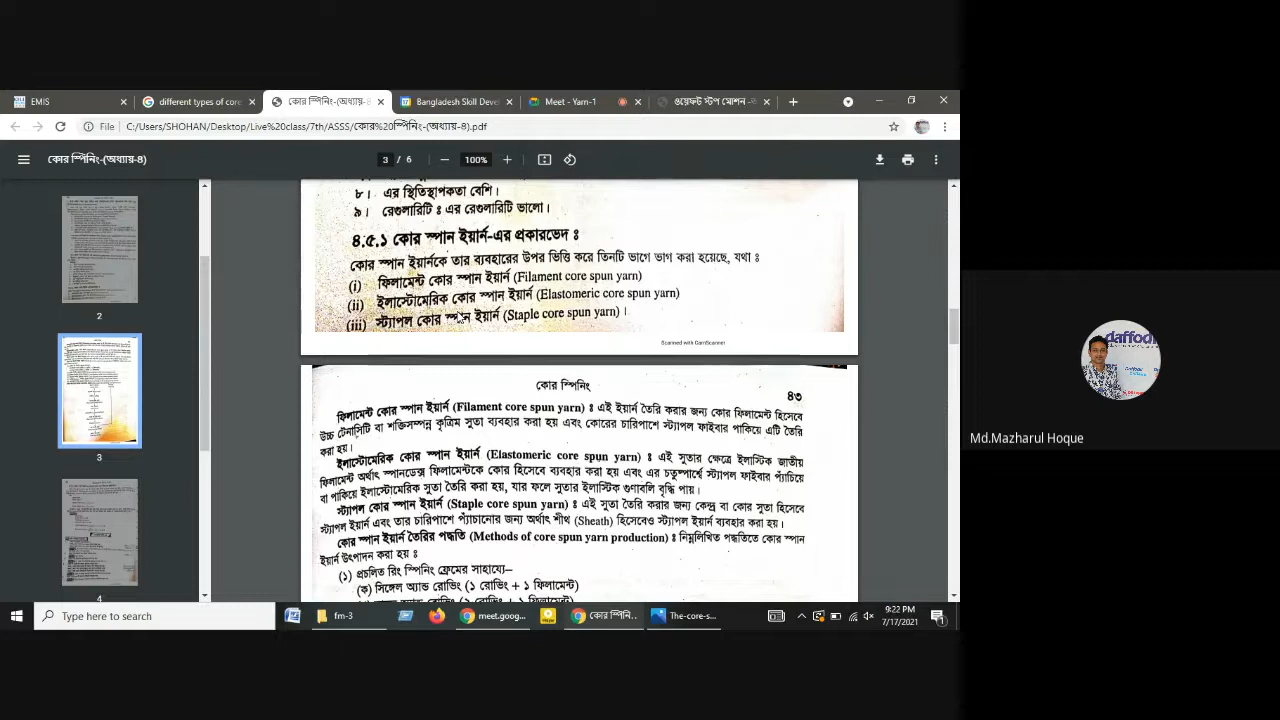 EMIS
different types of core
কোর স্পিনিং-(অধ্যায়-৪)
Bangladesh Skill Deve
Meet - Yarn-1
ওয়েফট স্টপ মোশন -৩
File
C:/Users/SHOHAN/Desktop/Live%20class/7th/ASSS/কোর%20স্পিনিং-(অধ্যায়-৪).pdf
কোর স্পিনিং-(অধ্যায়-৪)
3 / 6
100%
৮। এর স্থিতিস্থাপকতা বেশি।
৯। রেগুলারিটি ঃ এর রেগুলারিটি ভালো।
৪.৫.১ কোর স্পান ইয়ার্ন-এর প্রকারভেদ ঃ
কোর স্পান ইয়ার্নকে তার ব্যবহারের উপর ভিত্তি করে তিনটি ভাগে ভাগ করা হয়েছে, যথা ঃ
(i) ফিলামেন্ট কোর স্পান ইয়ার্ন (Filament core spun yarn)
(ii) ইলাস্টোমেরিক কোর স্পান ইয়ার্ন (Elastomeric core spun yarn)
(iii) স্ট্যাপল কোর স্পান ইয়ার্ন (Staple core spun yarn)।
Scanned with CamScanner
কোর স্পিনিং
৪৩
ফিলামেন্ট কোর স্পান ইয়ার্ন (Filament core spun yarn) ঃ এই ইয়ার্ন তৈরি করার জন্য কোর ফিলামেন্ট হিসেবে
উচ্চ টেনাসিটি বা শক্তিসম্পন্ন কৃত্রিম সুতা ব্যবহার করা হয় এবং কোরের চারিপাশে স্ট্যাপল ফাইবার পাকিয়ে এটি তৈরি
করা হয়।
ইলাস্টোমেরিক কোর স্পান ইয়ার্ন (Elastomeric core spun yarn) ঃ এই সুতার ক্ষেত্রে ইলাস্টিক জাতীয়
ফিলামেন্ট অর্থাৎ স্পানডেক্স ফিলামেন্টকে কোর হিসেবে ব্যবহার করা হয় এবং এর চতুষ্পার্শ্বে স্ট্যাপল ফাইবার প্যাঁচিয়ে
বা পাকিয়ে ইলাস্টোমেরিক সুতা তৈরি করা হয়, যার ফলে সুতার ইলাস্টিক গুণাবলি বৃদ্ধি পায়।
স্ট্যাপল কোর স্পান ইয়ার্ন (Staple core spun yarn) ঃ এই সুতা তৈরি করার জন্য কেন্দ্র বা কোর সুতা হিসেবে
স্ট্যাপল ইয়ার্ন এবং তার চারিপাশে প্যাঁচানোর জন্য অর্থাৎ শীথ (Sheath) হিসেবেও স্ট্যাপল ইয়ার্ন ব্যবহার করা হয়।
কোর স্পান ইয়ার্ন তৈরির পদ্ধতি (Methods of core spun yarn production) ঃ নিম্নলিখিত পদ্ধতিতে কোর স্পান
ইয়ার্ন উৎপাদন করা হয় ঃ
(১) প্রচলিত রিং স্পিনিং ফ্রেমের সাহায্যে–
(ক) সিঙ্গেল অ্যান্ড রোভিং (১ রোভিং + ১ ফিলামেন্ট)
2
3
4
daffodi
Md.Mazharul Hoque
Type here to search
fm-3
meet.goog...
কোর স্পিনি..
The-core-s...
9:22 PM
7/17/2021